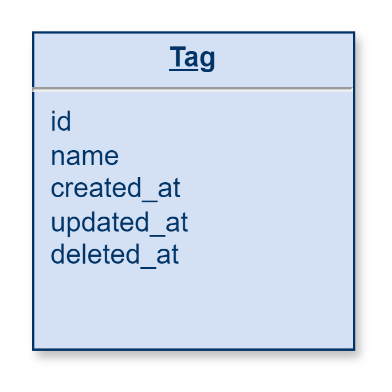 Tag
id
name
created_at
updated_at
deleted_at